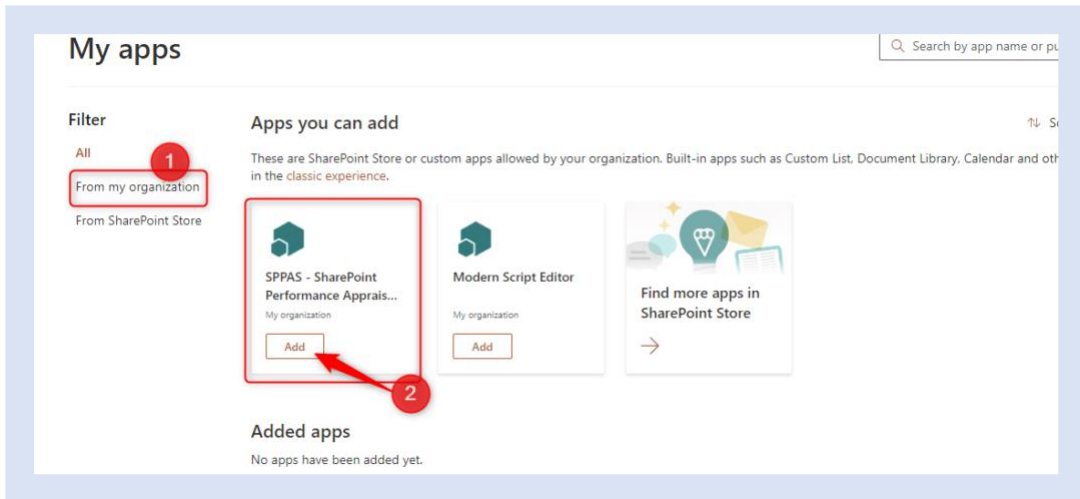 My apps
Search by app name or pu
Filter
All
1
From my organization
From SharePoint Store
Apps you can add
These are SharePoint Store or custom apps allowed by your organization. Built-in apps such as Custom List, Document Library, Calendar and oth
in the classic experience.
SPPAS - SharePoint
Performance Apprais...
My organization
Add
2
Modern Script Editor
My organization
Add
Find more apps in
SharePoint Store
Added apps
No apps have been added yet.